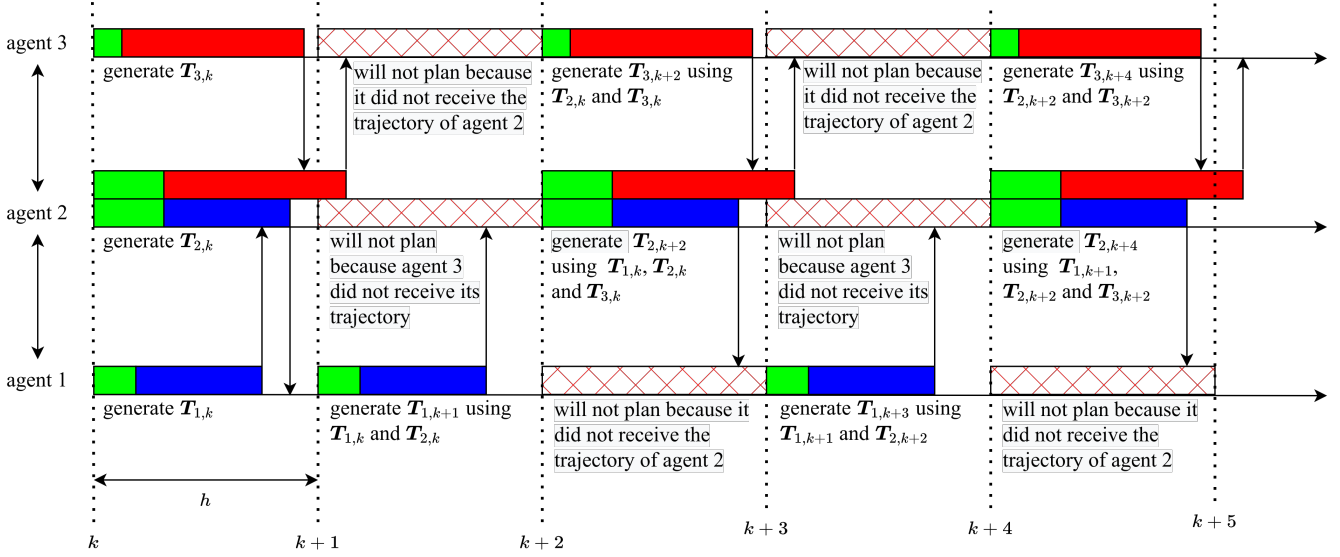 agent 3
generate T₃,ₖ
will not plan because
it did not receive the
trajectory of agent 2
generate T₃,ₖ₊₂ using
T₂,ₖ and T₃,ₖ
will not plan because
it did not receive the
trajectory of agent 2
generate T₃,ₖ₊₄ using
T₂,ₖ₊₂ and T₃,ₖ₊₂
agent 2
generate T₂,ₖ
will not plan
because agent 3
did not receive its
trajectory
generate T₂,ₖ₊₂
using T₁,ₖ, T₂,ₖ
and T₃,ₖ
will not plan
because agent 3
did not receive its
trajectory
generate T₂,ₖ₊₄
using T₁,ₖ₊₁,
T₂,ₖ₊₂ and T₃,ₖ₊₂
agent 1
generate T₁,ₖ
generate T₁,ₖ₊₁ using
T₁,ₖ and T₂,ₖ
will not plan because it
did not receive the
trajectory of agent 2
generate T₁,ₖ₊₃ using
T₁,ₖ₊₁ and T₂,ₖ₊₂
will not plan because it
did not receive the
trajectory of agent 2
h
k
k + 1
k + 2
k + 3
k + 4
k + 5